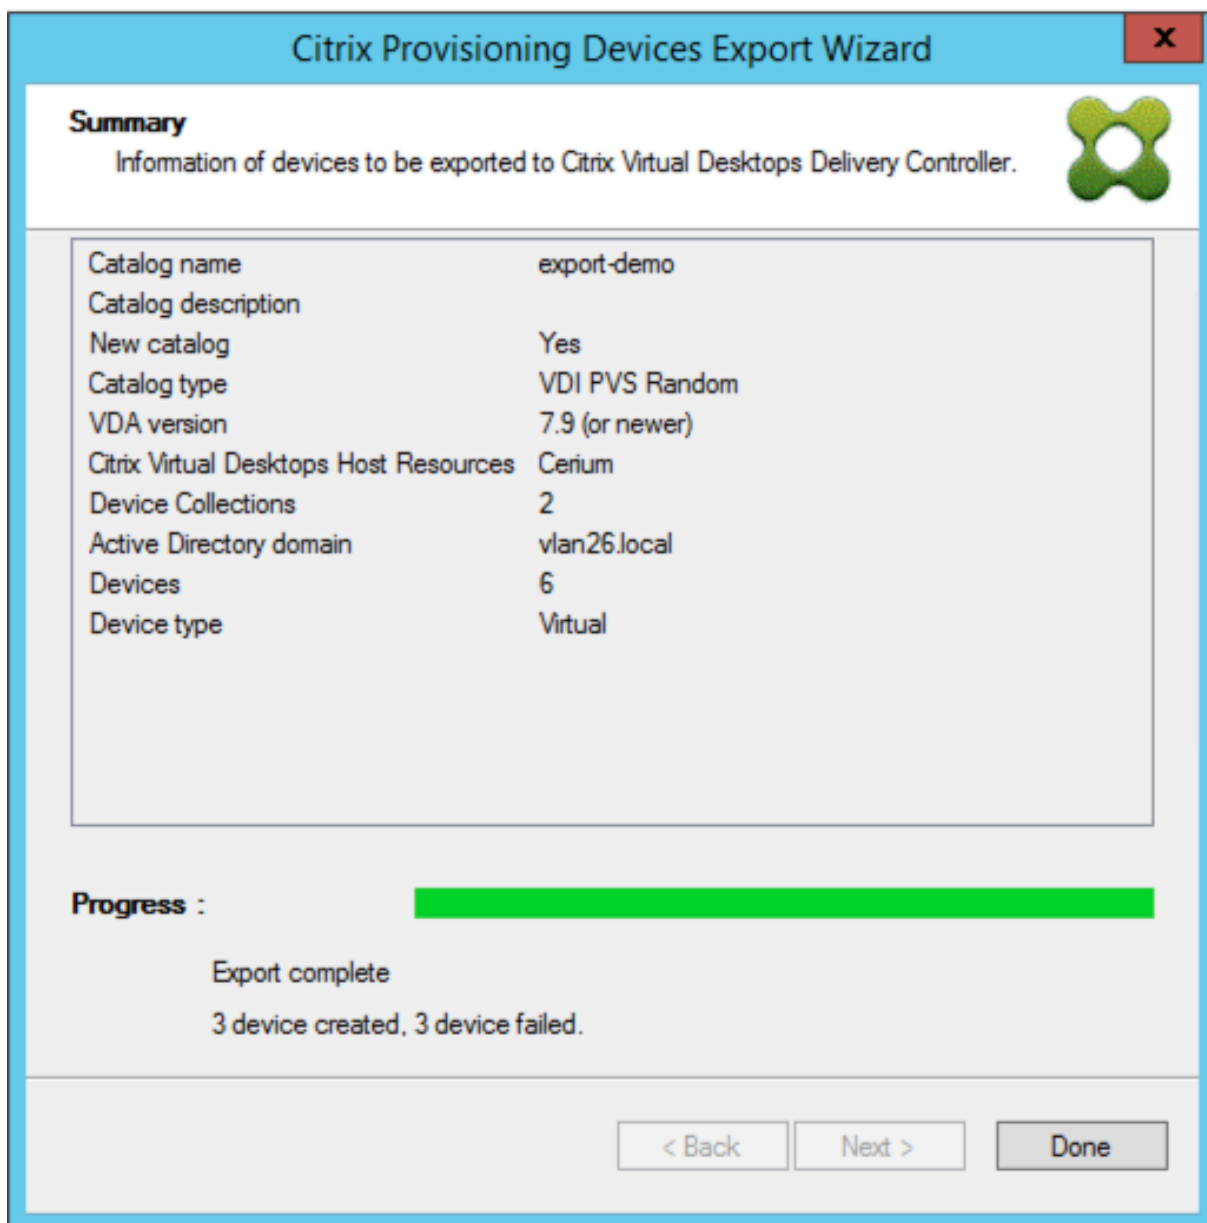 Citrix Provisioning Devices Export Wizard
x
Summary
Information of devices to be exported to Citrix Virtual Desktops Delivery Controller.
Catalog name export-demo
Catalog description
New catalog Yes
Catalog type VDI PVS Random
VDA version 7.9 (or newer)
Citrix Virtual Desktops Host Resources Cerium
Device Collections 2
Active Directory domain vlan26.local
Devices 6
Device type Virtual
Progress :
Export complete
3 device created, 3 device failed.
< Back Next > Done